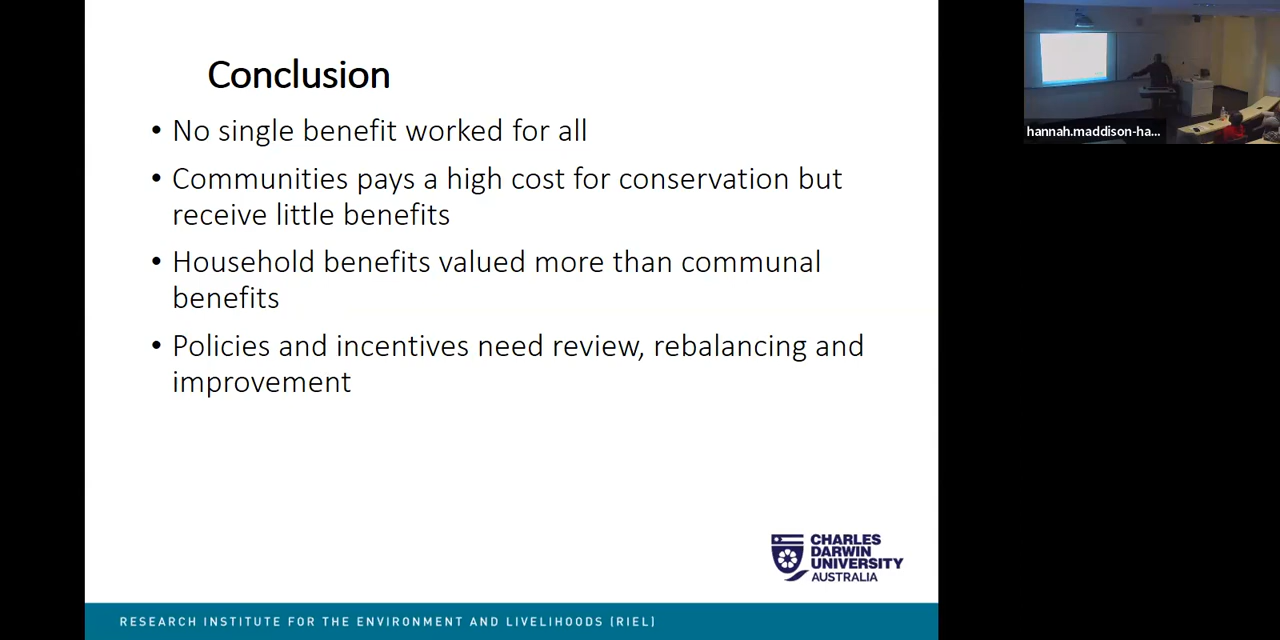 Conclusion
• No single benefit worked for all
• Communities pays a high cost for conservation but
receive little benefits
• Household benefits valued more than communal
benefits
• Policies and incentives need review, rebalancing and
improvement
CHARLES
DARWIN
UNIVERSITY
AUSTRALIA
RESEARCH INSTITUTE FOR THE ENVIRONMENT AND LIVELIHOODS (RIEL)
hannah.maddison-ha...